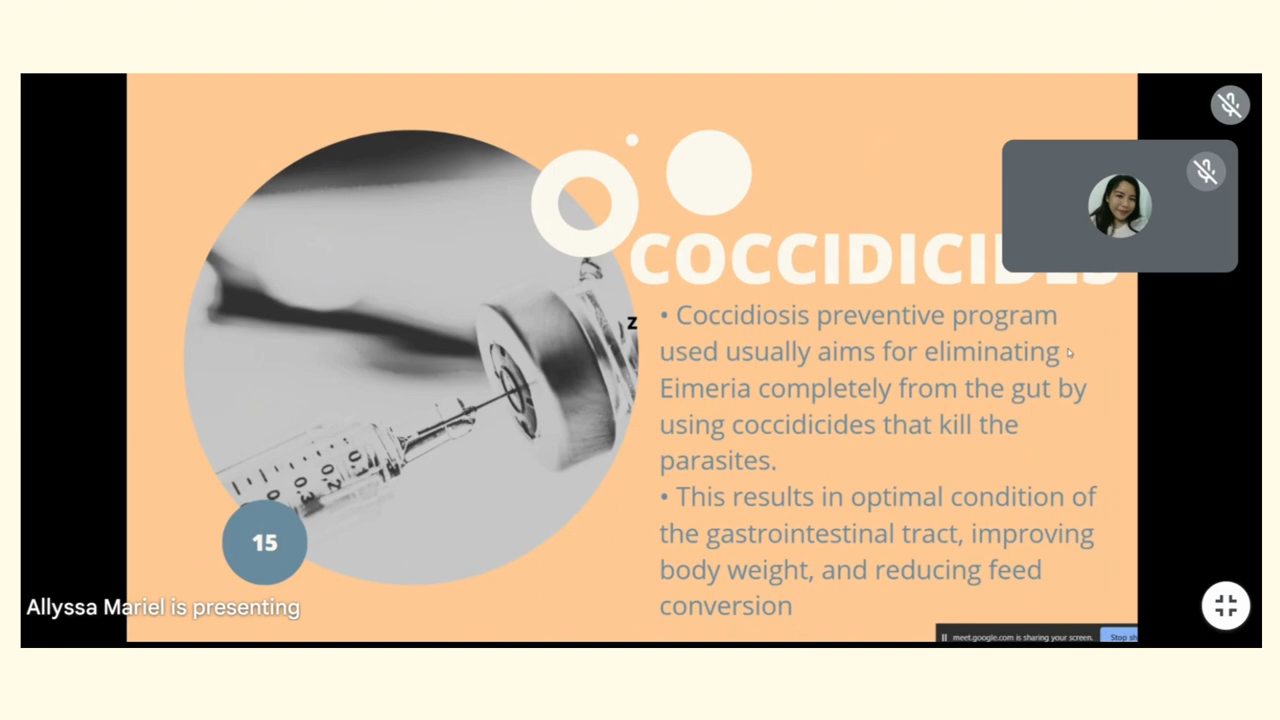 COCCIDICIDES
• Coccidiosis preventive program
used usually aims for eliminating
Eimeria completely from the gut by
using coccidicides that kill the
parasites.
• This results in optimal condition of
the gastrointestinal tract, improving
body weight, and reducing feed
conversion
z
15
Allyssa Mariel is presenting
meet.google.com is sharing your screen.
Stop sh